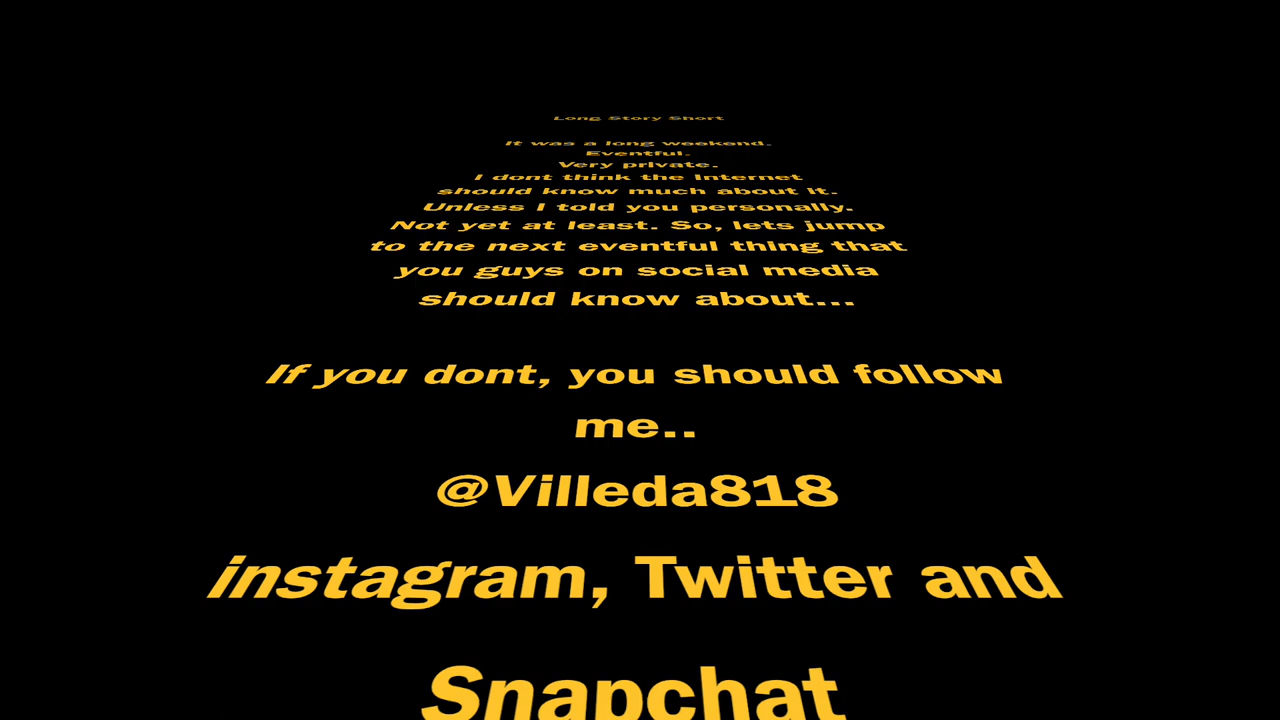 Long Story Short
It was a long weekend.
Eventful.
Very private.
I dont think the Internet
should know much about it.
Unless I told you personally.
Not yet at least. So, lets jump
to the next eventful thing that
you guys on social media
should know about...
If you dont, you should follow
me..
@Villeda818
instagram, Twitter and
Snapchat